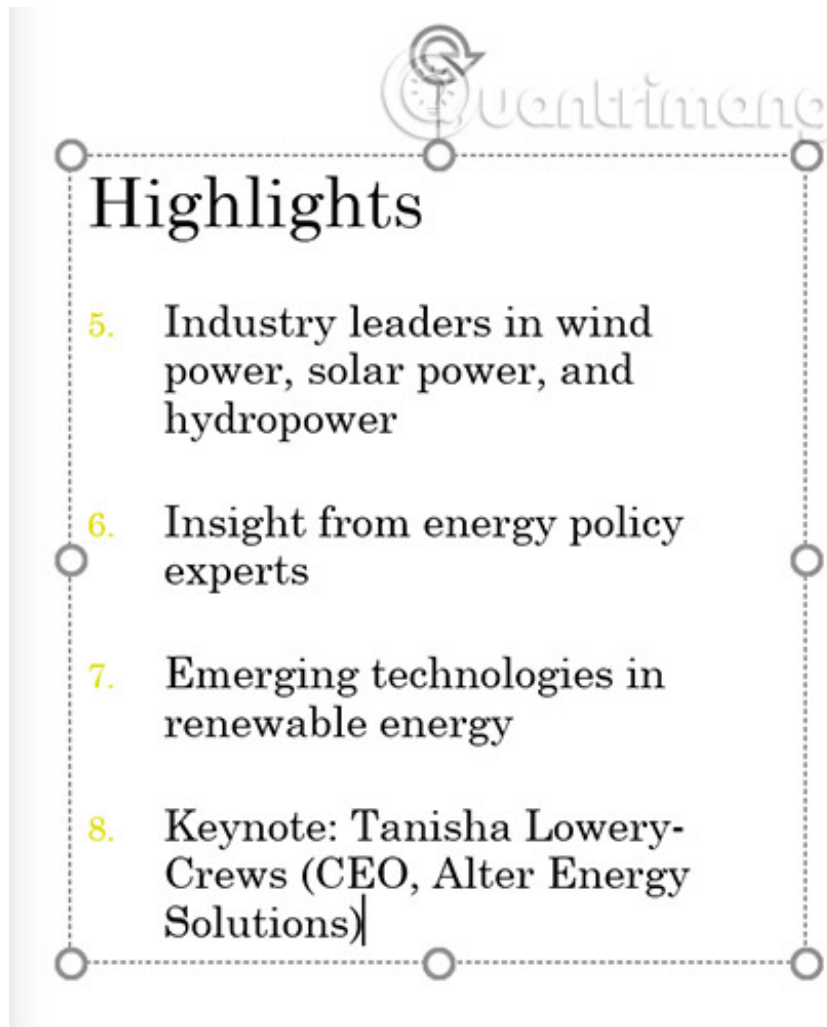 Quantrimang
Highlights
5. Industry leaders in wind
power, solar power, and
hydropower
6. Insight from energy policy
experts
7. Emerging technologies in
renewable energy
8. Keynote: Tanisha Lowery-
Crews (CEO, Alter Energy
Solutions)